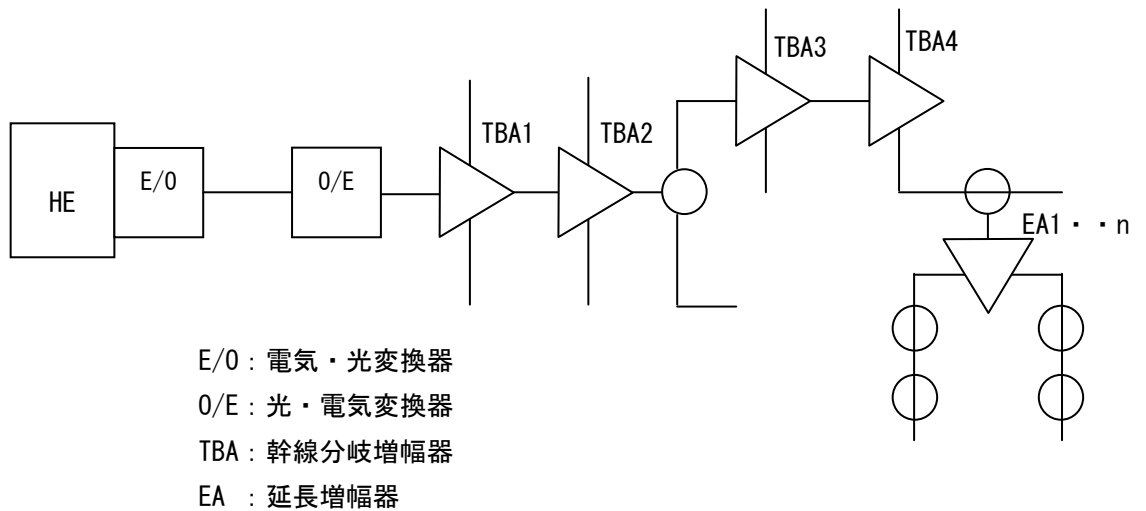 HE
E/O
O/E
TBA1
TBA2
TBA3
TBA4
EA1・・n
E/O：電気・光変換器
O/E：光・電気変換器
TBA：幹線分岐増幅器
EA ：延長増幅器